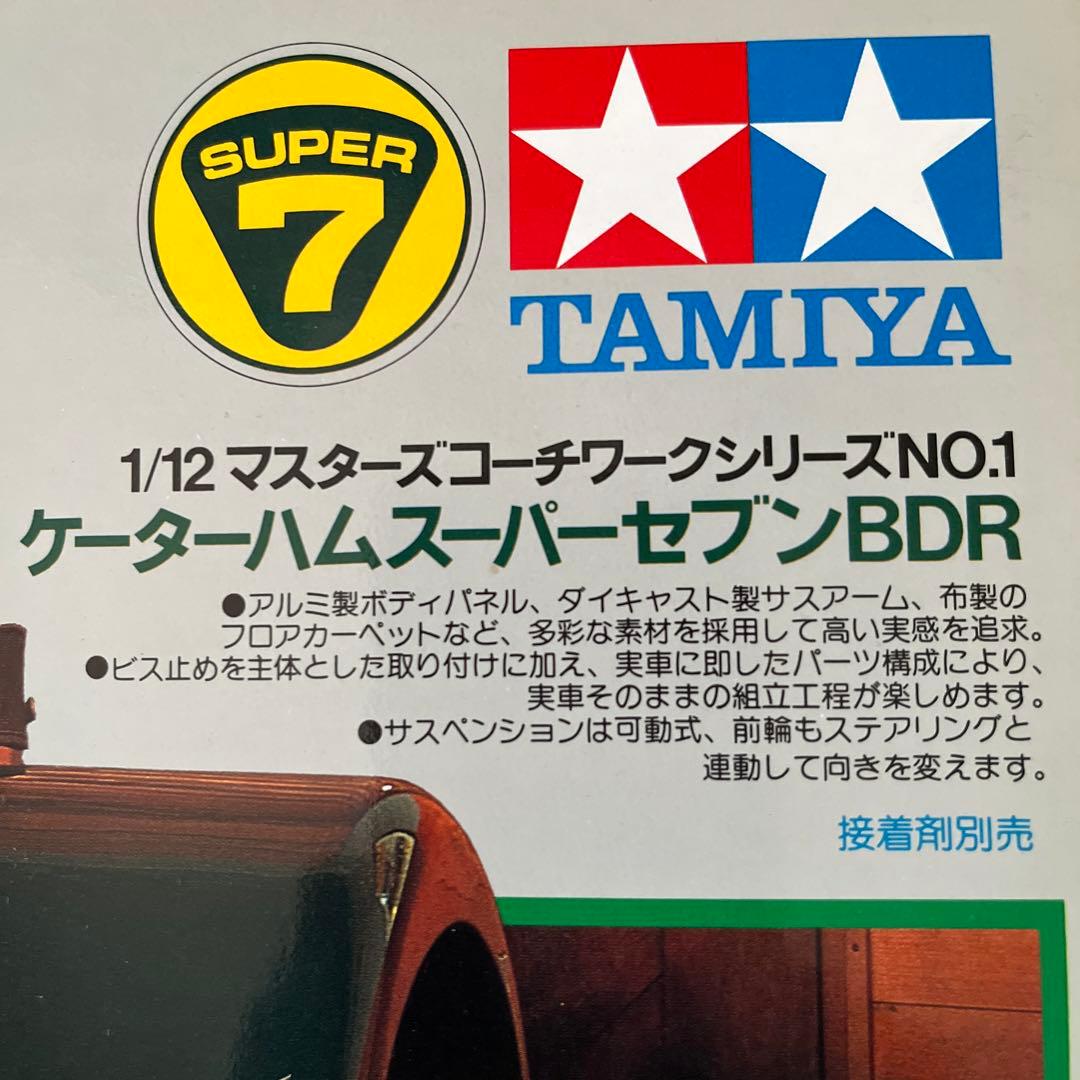 SUPER
7
TAMIYA
1/12マスターズコーチワークシリーズNO.1
ケーターハムスーパーセブンBDR
●アルミ製ボディパネル、ダイキャスト製サスアーム、布製の
フロアカーペットなど、多彩な素材を採用して高い実感を追求。
●ビス止めを主体とした取り付けに加え、実車に即したパーツ構成により、
実車そのままの組立工程が楽しめます。
●サスペンションは可動式、前輪もステアリングと
連動して向きを変えます。
接着剤別売